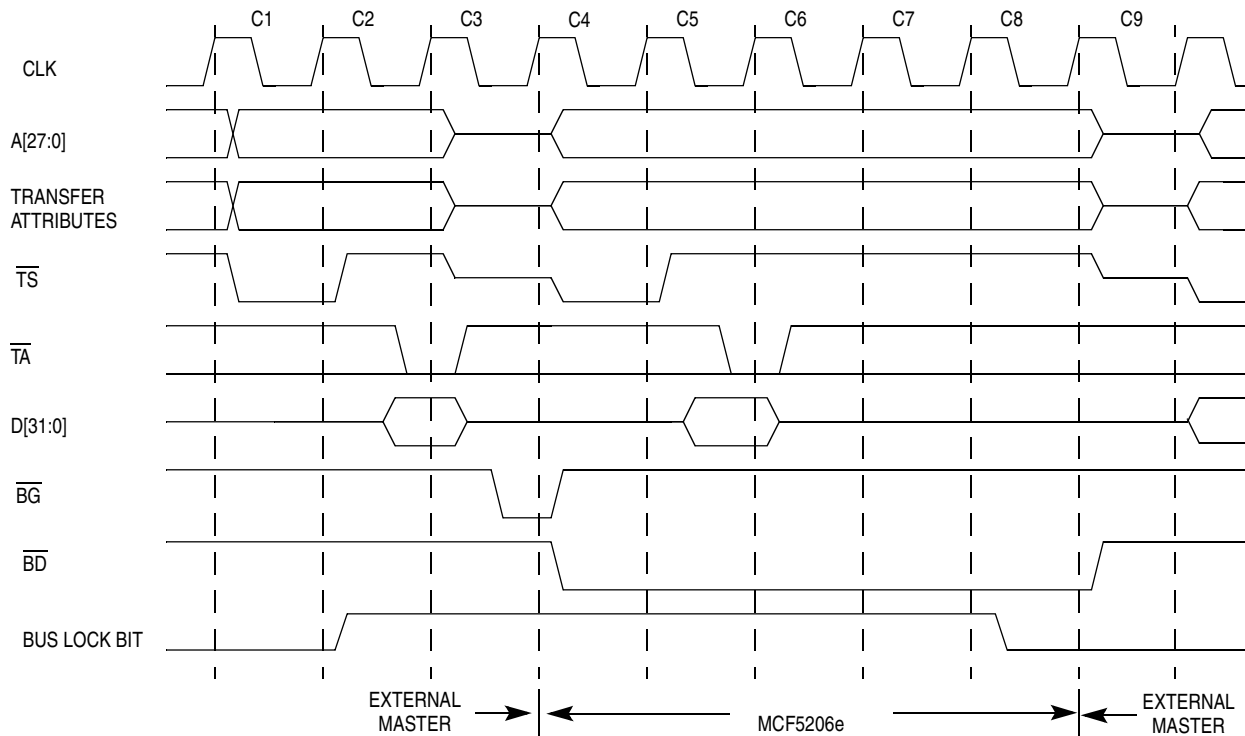 C1 C2 C3 C4 C5 C6 C7 C8 C9
CLK
A[27:0]
TRANSFER
ATTRIBUTES
TS
TA
D[31:0]
BG
BD
BUS LOCK BIT
EXTERNAL
MASTER
MCF5206e
EXTERNAL
MASTER